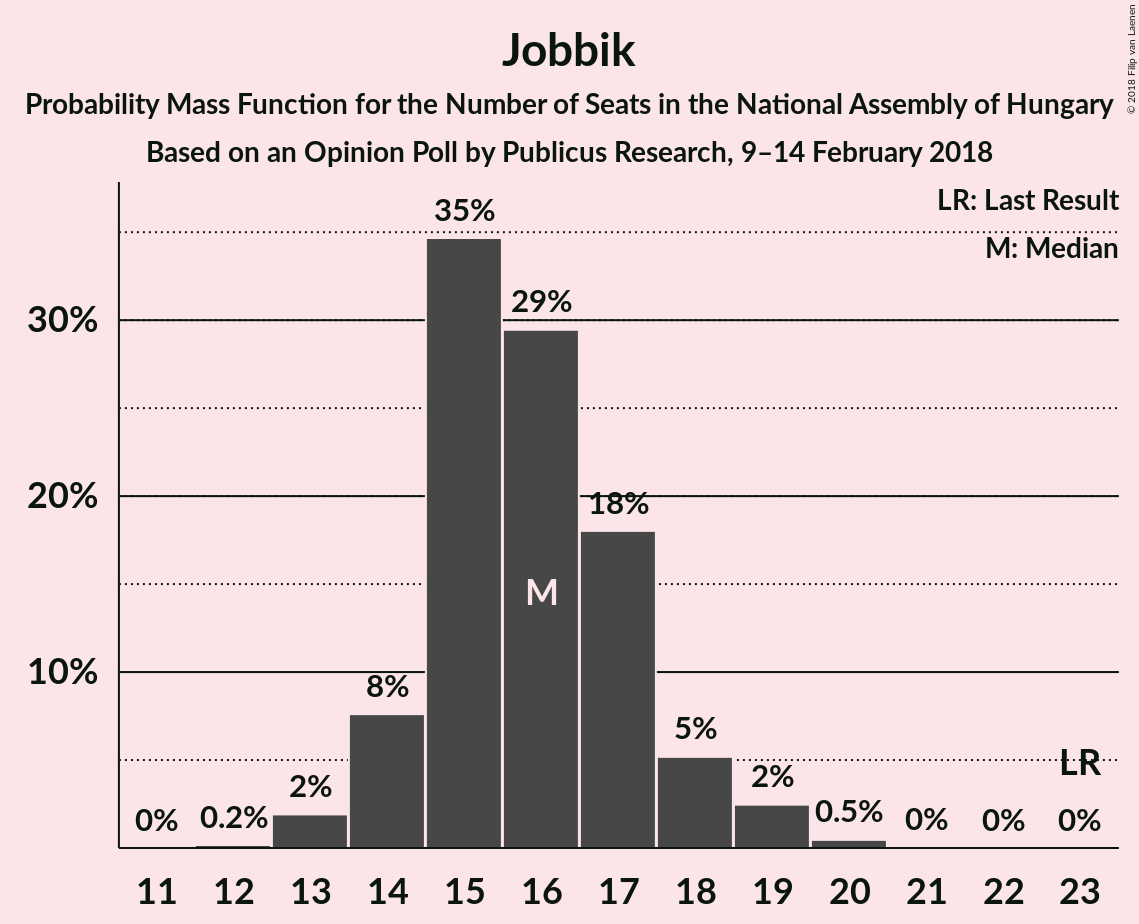 Jobbik
Probability Mass Function for the Number of Seats in the National Assembly of Hungary
Based on an Opinion Poll by Publicus Research, 9–14 February 2018
© 2018 Filip van Laenen
LR: Last Result
M: Median
35%
29%
18%
8%
5%
2%
2%
0%
0.2%
0.5%
0%
0%
0%
M
LR
30%
20%
10%
11 12 13 14 15 16 17 18 19 20 21 22 23